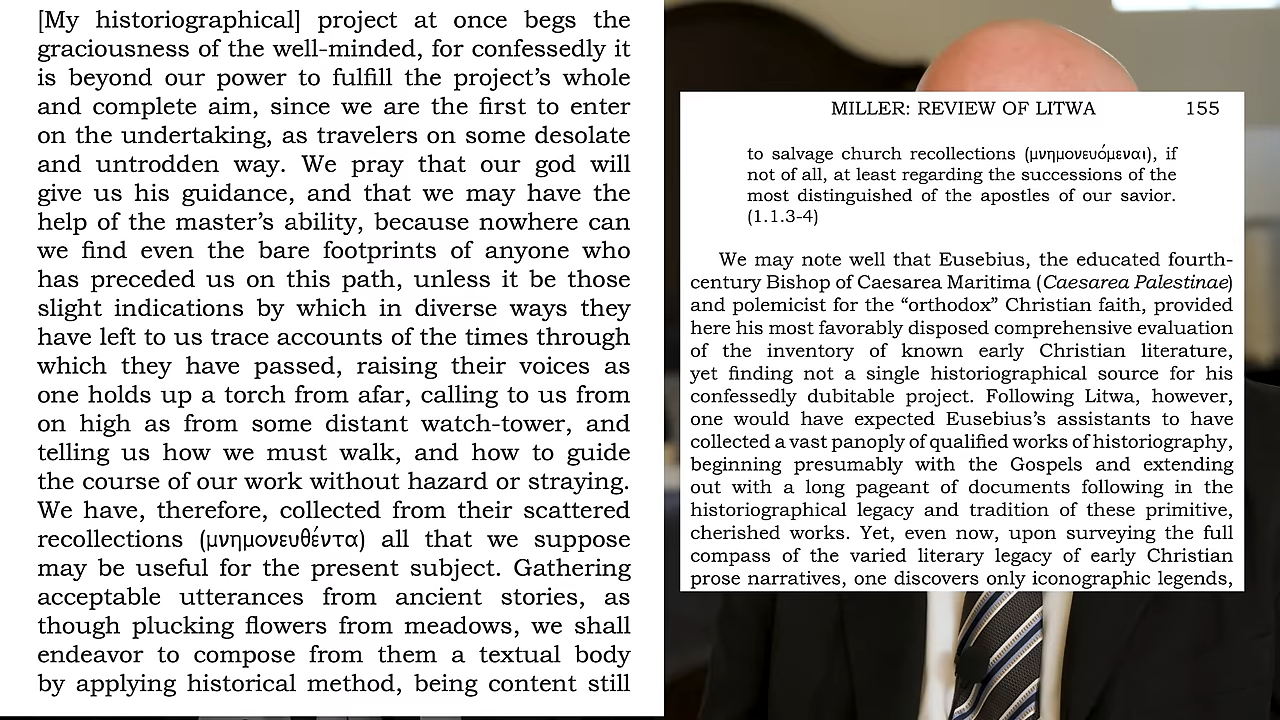 [My historiographical] project at once begs the
graciousness of the well-minded, for confessedly it
is beyond our power to fulfill the project's whole
and complete aim, since we are the first to enter
on the undertaking, as travelers on some desolate
and untrodden way. We pray that our god will
give us his guidance, and that we may have the
help of the master's ability, because nowhere can
we find even the bare footprints of anyone who
has preceded us on this path, unless it be those
slight indications by which in diverse ways they
have left to us trace accounts of the times through
which they have passed, raising their voices as
one holds up a torch from afar, calling to us from
on high as from some distant watch-tower, and
telling us how we must walk, and how to guide
the course of our work without hazard or straying.
We have, therefore, collected from their scattered
recollections (μνημονευθέντα) all that we suppose
may be useful for the present subject. Gathering
acceptable utterances from ancient stories, as
though plucking flowers from meadows, we shall
endeavor to compose from them a textual body
by applying historical method, being content still
MILLER: REVIEW OF LITWA 155
to salvage church recollections (μνημονευόμεναι), if
not of all, at least regarding the successions of the
most distinguished of the apostles of our savior.
(1.1.3-4)
We may note well that Eusebius, the educated fourth-
century Bishop of Caesarea Maritima (Caesarea Palestinae)
and polemicist for the “orthodox” Christian faith, provided
here his most favorably disposed comprehensive evaluation
of the inventory of known early Christian literature,
yet finding not a single historiographical source for his
confessedly dubitable project. Following Litwa, however,
one would have expected Eusebius's assistants to have
collected a vast panoply of qualified works of historiography,
beginning presumably with the Gospels and extending
out with a long pageant of documents following in the
historiographical legacy and tradition of these primitive,
cherished works. Yet, even now, upon surveying the full
compass of the varied literary legacy of early Christian
prose narratives, one discovers only iconographic legends,